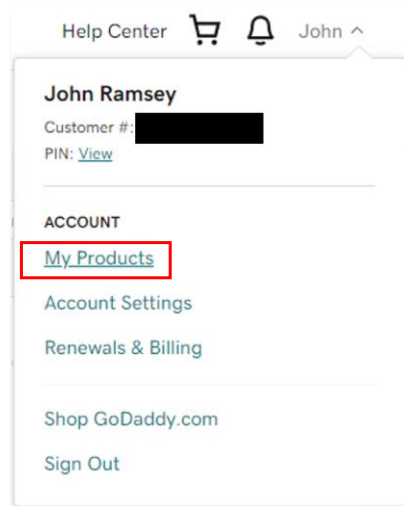 Help Center John
John Ramsey
Customer #:
PIN: View
ACCOUNT
My Products
Account Settings
Renewals & Billing
Shop GoDaddy.com
Sign Out